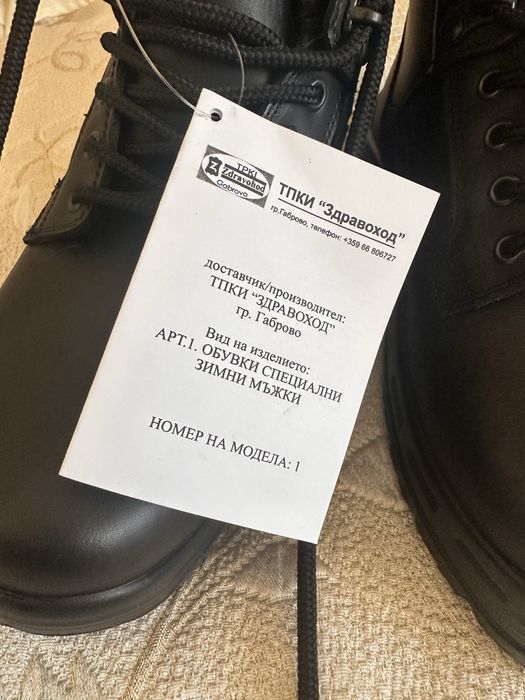 TPKI
Z Zdravohod
Gabrovo
ТПКИ “Здравоход”
гр.Габрово, телефон: +359 66 806727
доставчик/производител:
ТПКИ “ЗДРАВОХОД”
гр. Габрово
Вид на изделието:
АРТ.1. ОБУВКИ СПЕЦИАЛНИ
ЗИМНИ МЪЖКИ
НОМЕР НА МОДЕЛА: 1